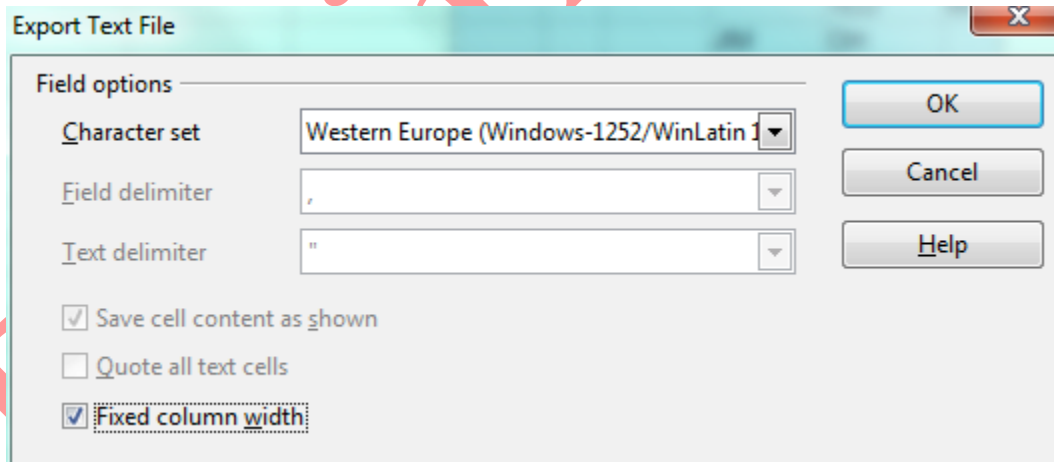 Export Text File
Field options
Character set Western Europe (Windows-1252/WinLatin 1
OK
Field delimiter ,
Cancel
Text delimiter "
Help
Save cell content as shown
Quote all text cells
Fixed column width